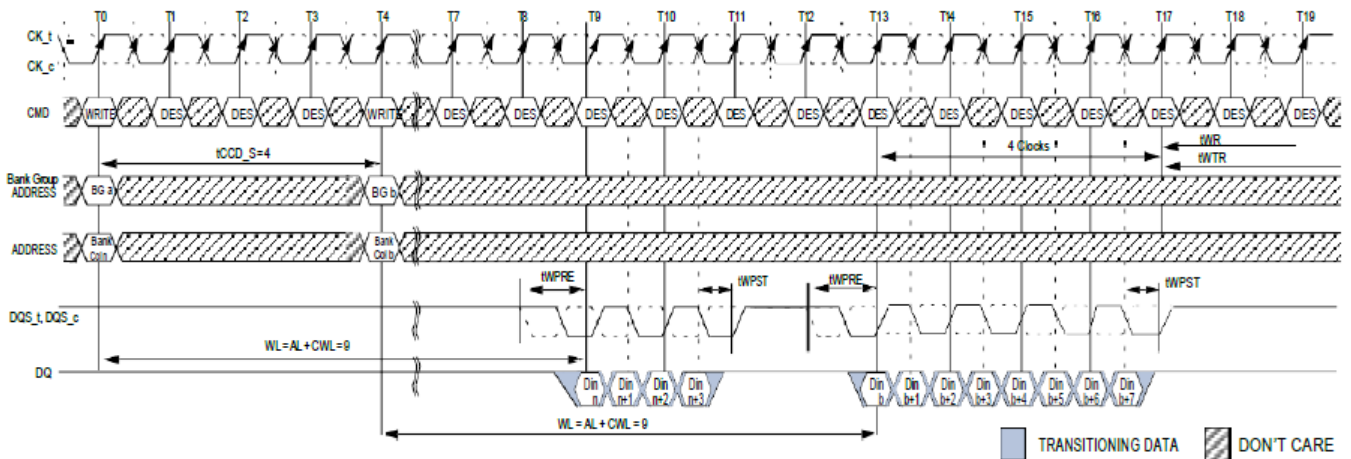 T0 T1 T2 T3 T4 T7 T8 T9 T10 T11 T12 T13 T14 T15 T16 T17 T18 T19
CK_t
CK_c
CMD WRITE DES DES DES WRITE DES DES DES DES DES DES DES DES DES DES DES DES DES
tCCD_S=4 4 Clocks tWR
tWTR
Bank Group
ADDRESS BG a BG b
ADDRESS Bank Bank
Col n Col b
tWPRE tWPST tWPRE tWPST
DQS_t, DQS_c
WL=AL+CWL=9
DQ Din Din Din Din Din Din Din Din Din Din Din Din
n n+1 n+2 n+3 b b+1 b+2 b+3 b+4 b+5 b+6 b+7
WL = AL + CWL = 9
TRANSITIONING DATA DON'T CARE